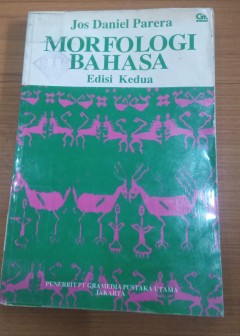 Jos Daniel Parera
MORFOLOGI
BAHASA
Edisi Kedua
PENERBIT PT GRAMEDIA PUSTAKA UTAMA
JAKARTA